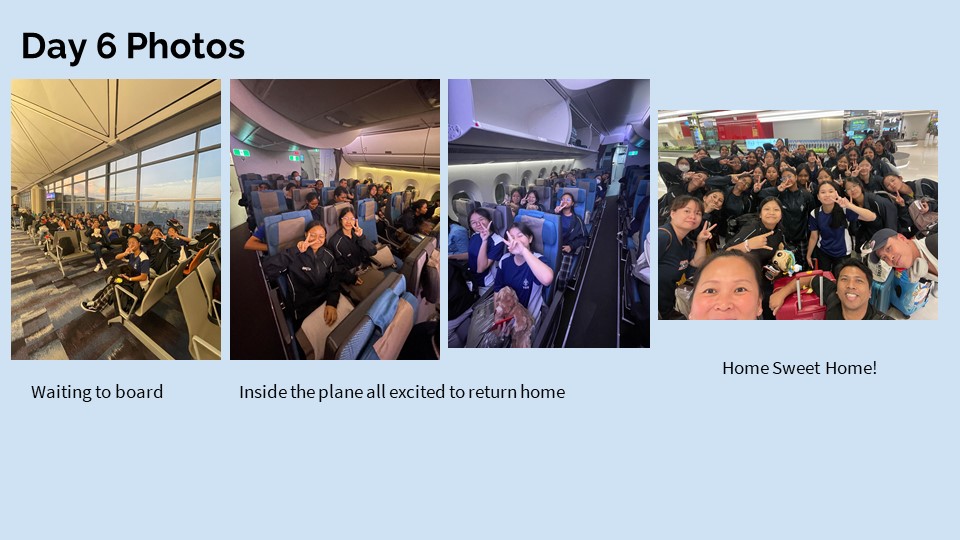 Day 6 Photos
Waiting to board
Inside the plane all excited to return home
Home Sweet Home!